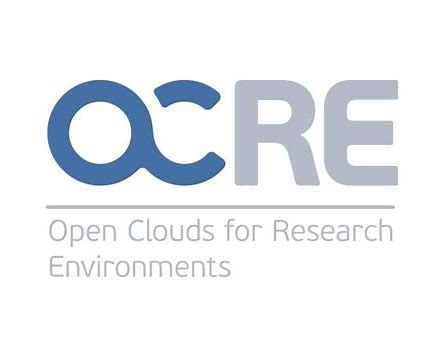 OCRE
Open Clouds for Research
Environments